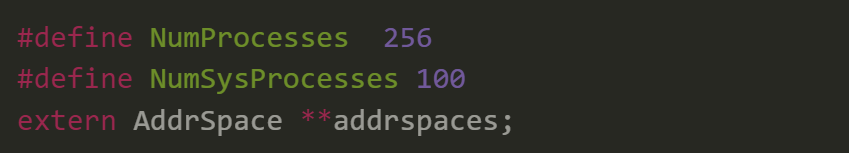 #define NumProcesses  256
#define NumSysProcesses 100
extern AddrSpace **addrspaces;